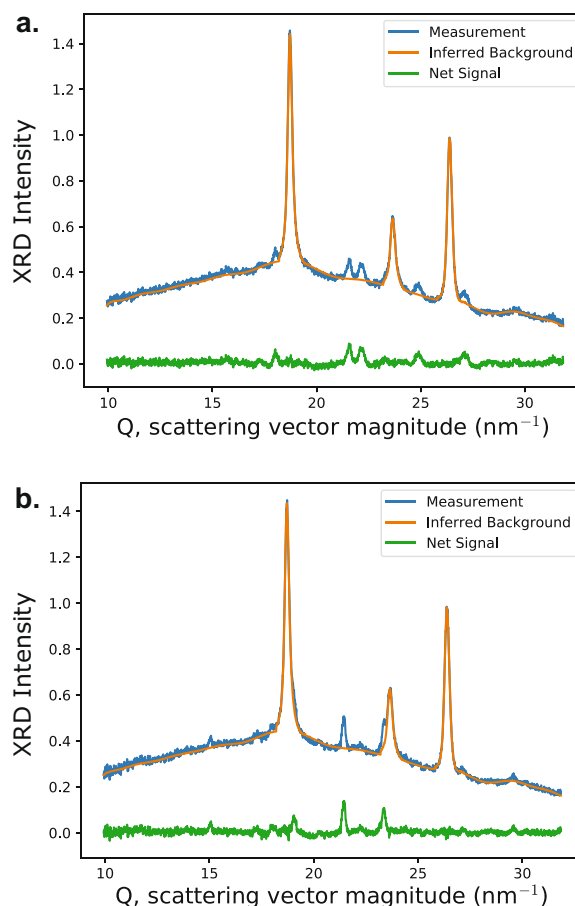 a.
1.4
1.2
1.0
0.8
0.6
0.4
0.2
0.0
XRD Intensity
Measurement
Inferred Background
Net Signal
10 15 20 25 30
Q, scattering vector magnitude (nm⁻¹)
b.
1.4
1.2
1.0
0.8
0.6
0.4
0.2
0.0
XRD Intensity
Measurement
Inferred Background
Net Signal
10 15 20 25 30
Q, scattering vector magnitude (nm⁻¹)